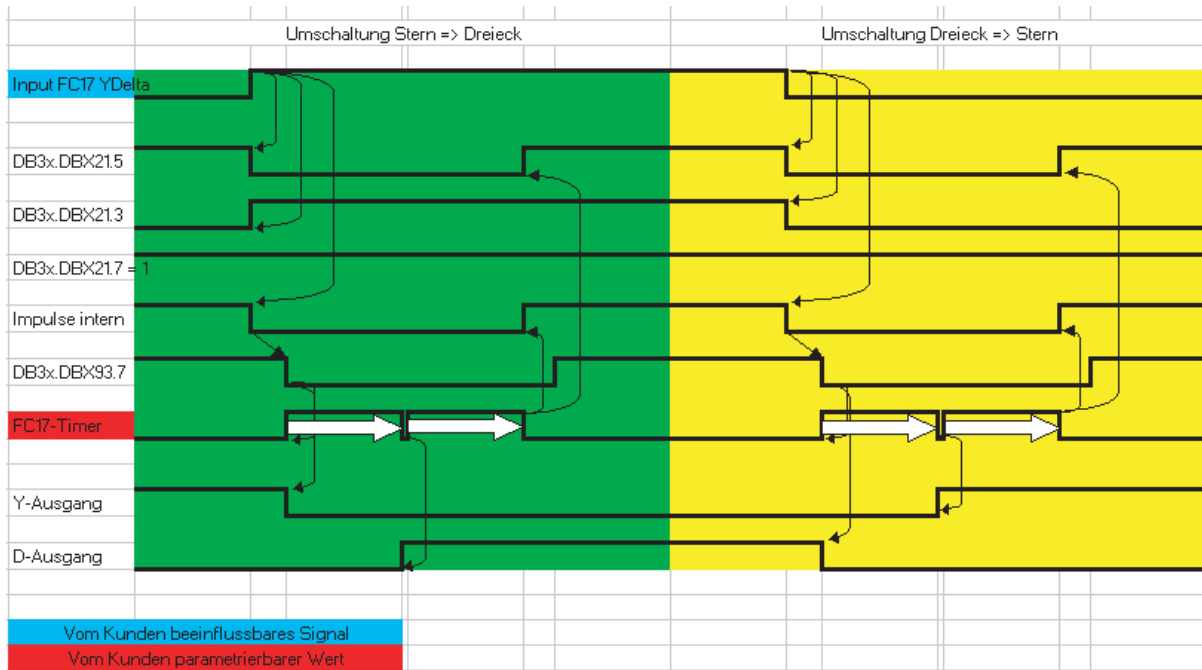 Umschaltung Stern => Dreieck
Umschaltung Dreieck => Stern
Input FC17 YDelta
DB3x.DBX21.5
DB3x.DBX21.3
DB3x.DBX21.7 = 1
Impulse intern
DB3x.DBX93.7
FC17-Timer
Y-Ausgang
D-Ausgang
Vom Kunden beeinflussbares Signal
Vom Kunden parametrierbarer Wert